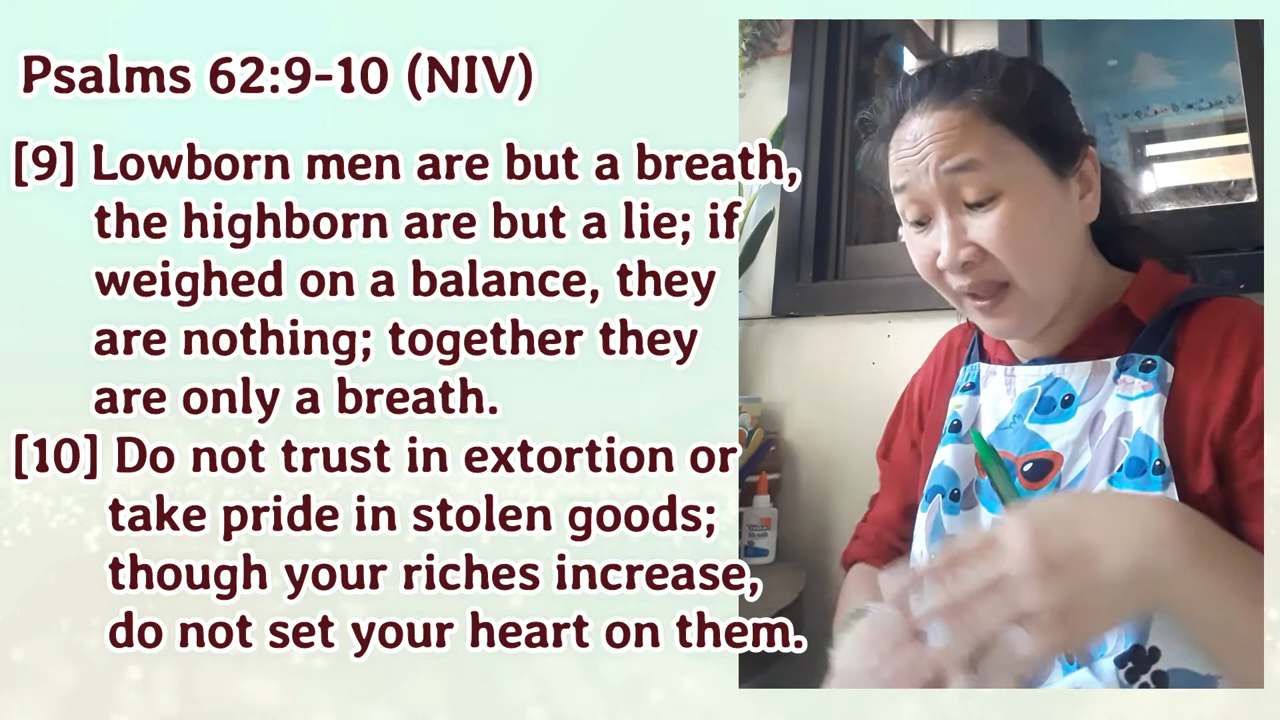 Psalms 62:9-10 (NIV)
[9] Lowborn men are but a breath,
the highborn are but a lie; if
weighed on a balance, they
are nothing; together they
are only a breath.
[10] Do not trust in extortion or
take pride in stolen goods;
though your riches increase,
do not set your heart on them.